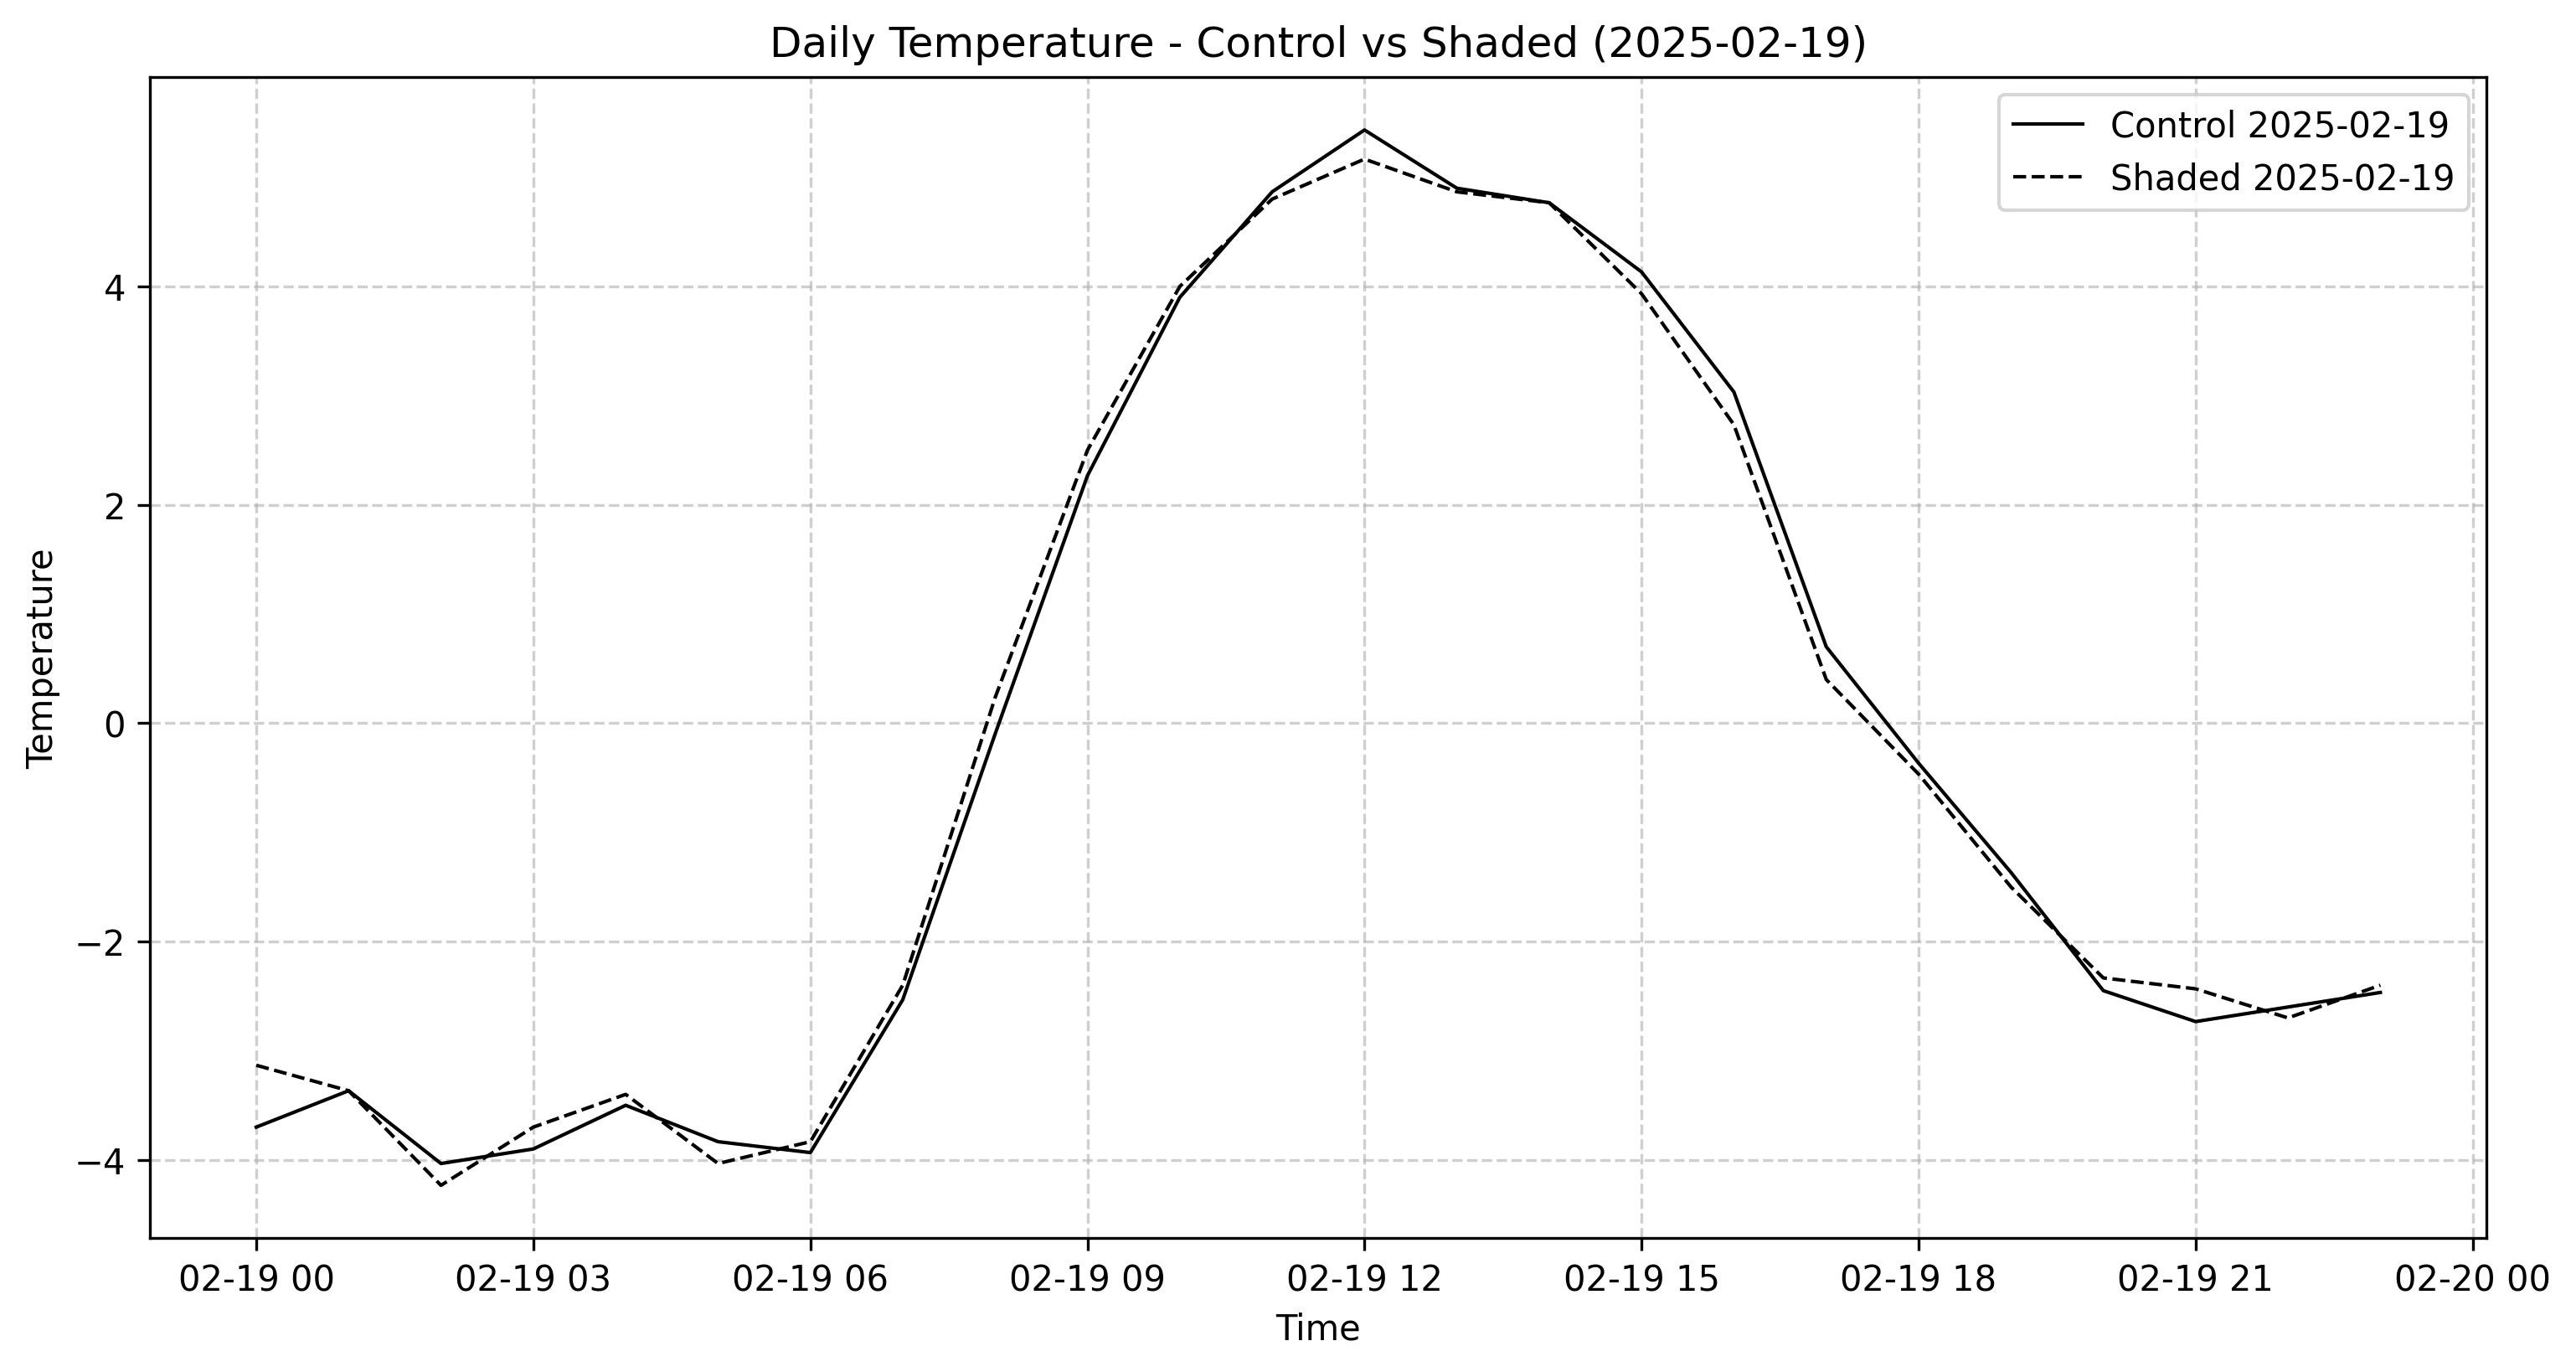 Daily Temperature - Control vs Shaded (2025-02-19)
Control 2025-02-19
Shaded 2025-02-19
Temperature
4
2
0
−2
−4
02-19 00 02-19 03 02-19 06 02-19 09 02-19 12 02-19 15 02-19 18 02-19 21 02-20 00
Time